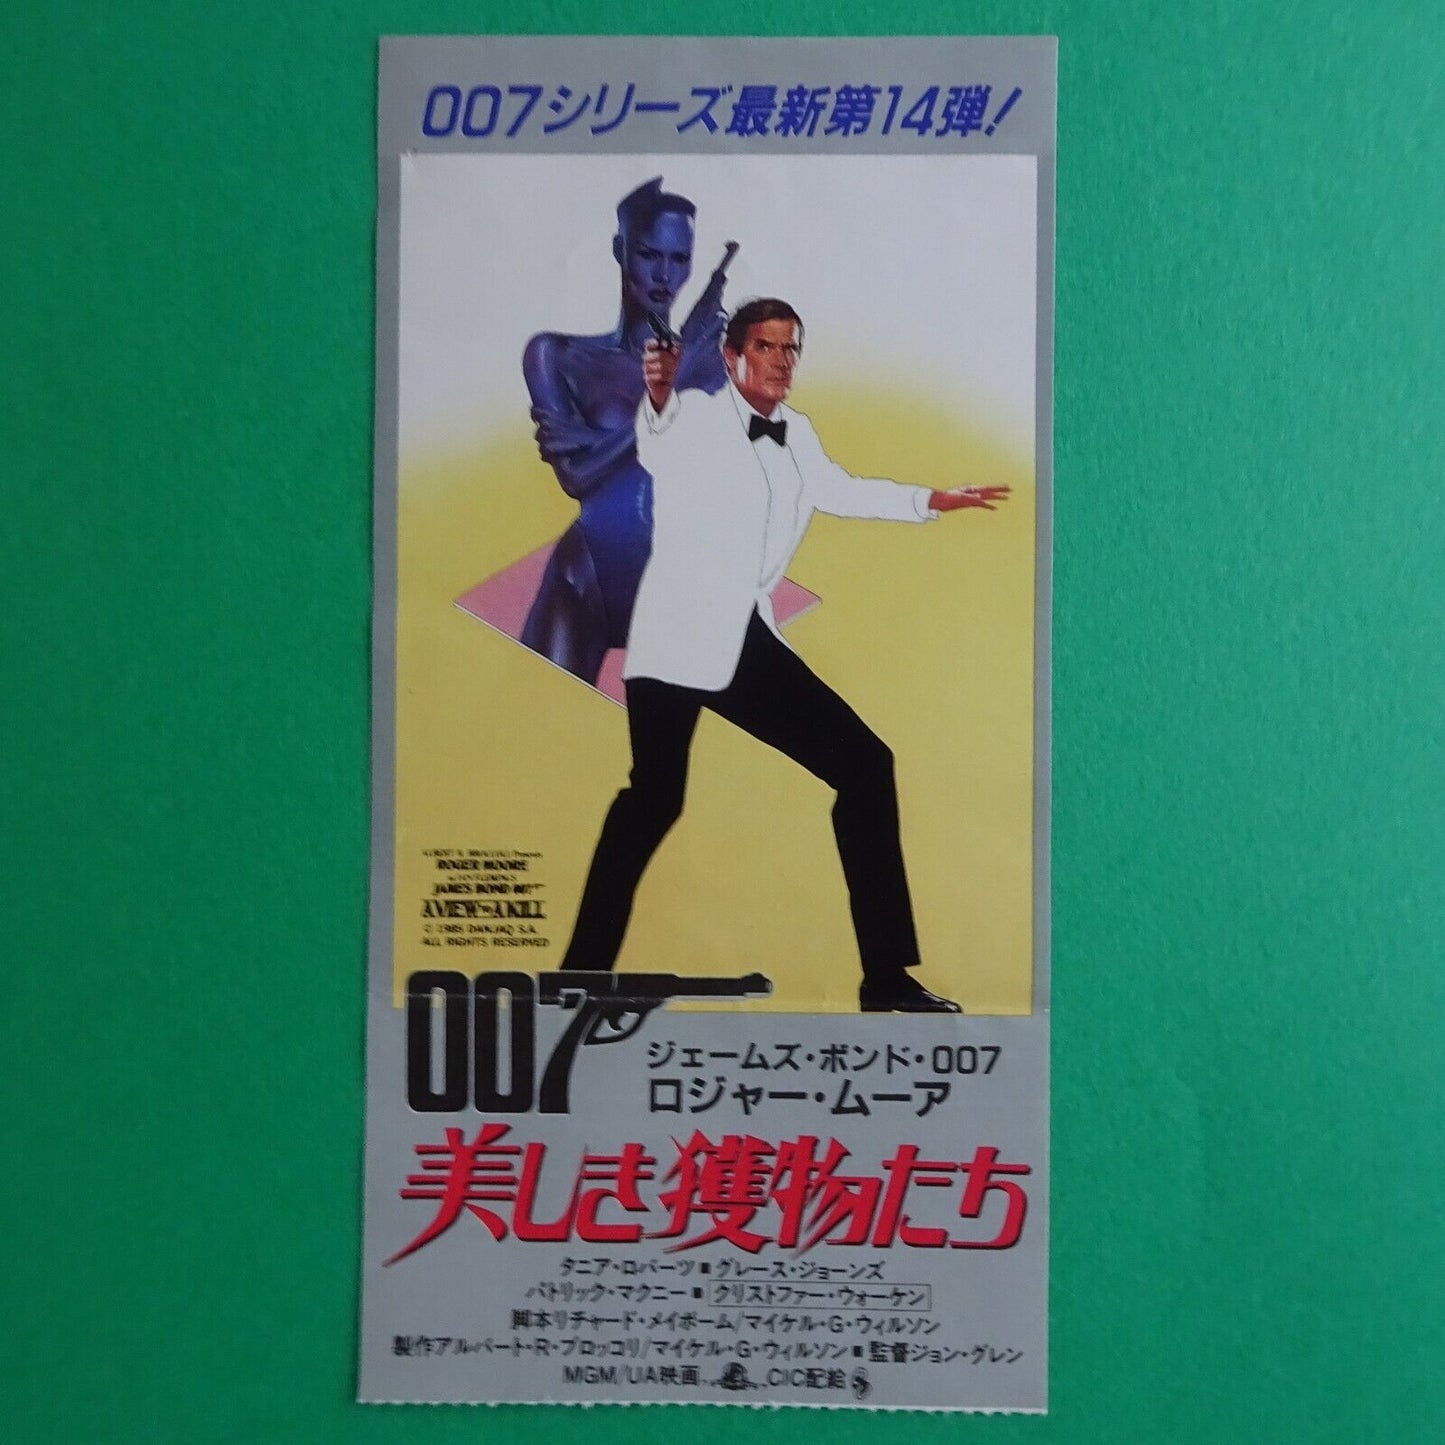 007シリーズ最新第14弾!
ALBERT R. BROCCOLI Presents
ROGER MOORE
as IAN FLEMING'S
JAMES BOND 007
A VIEW TO A KILL
© 1985 DANJAQ S.A.
ALL RIGHTS RESERVED
007
ジェームズ・ボンド・007
ロジャー・ムーア
美しき獲物たち
タニア・ロバーツ■グレース・ジョーンズ
パトリック・マクニー■クリストファー・ウォーケン
脚本リチャード・メイボーム/マイケル・G・ウィルソン
製作アルバート・R・ブロッコリ/マイケル・G・ウィルソン■監督ジョン・グレン
MGM/UA映画 CIC配給